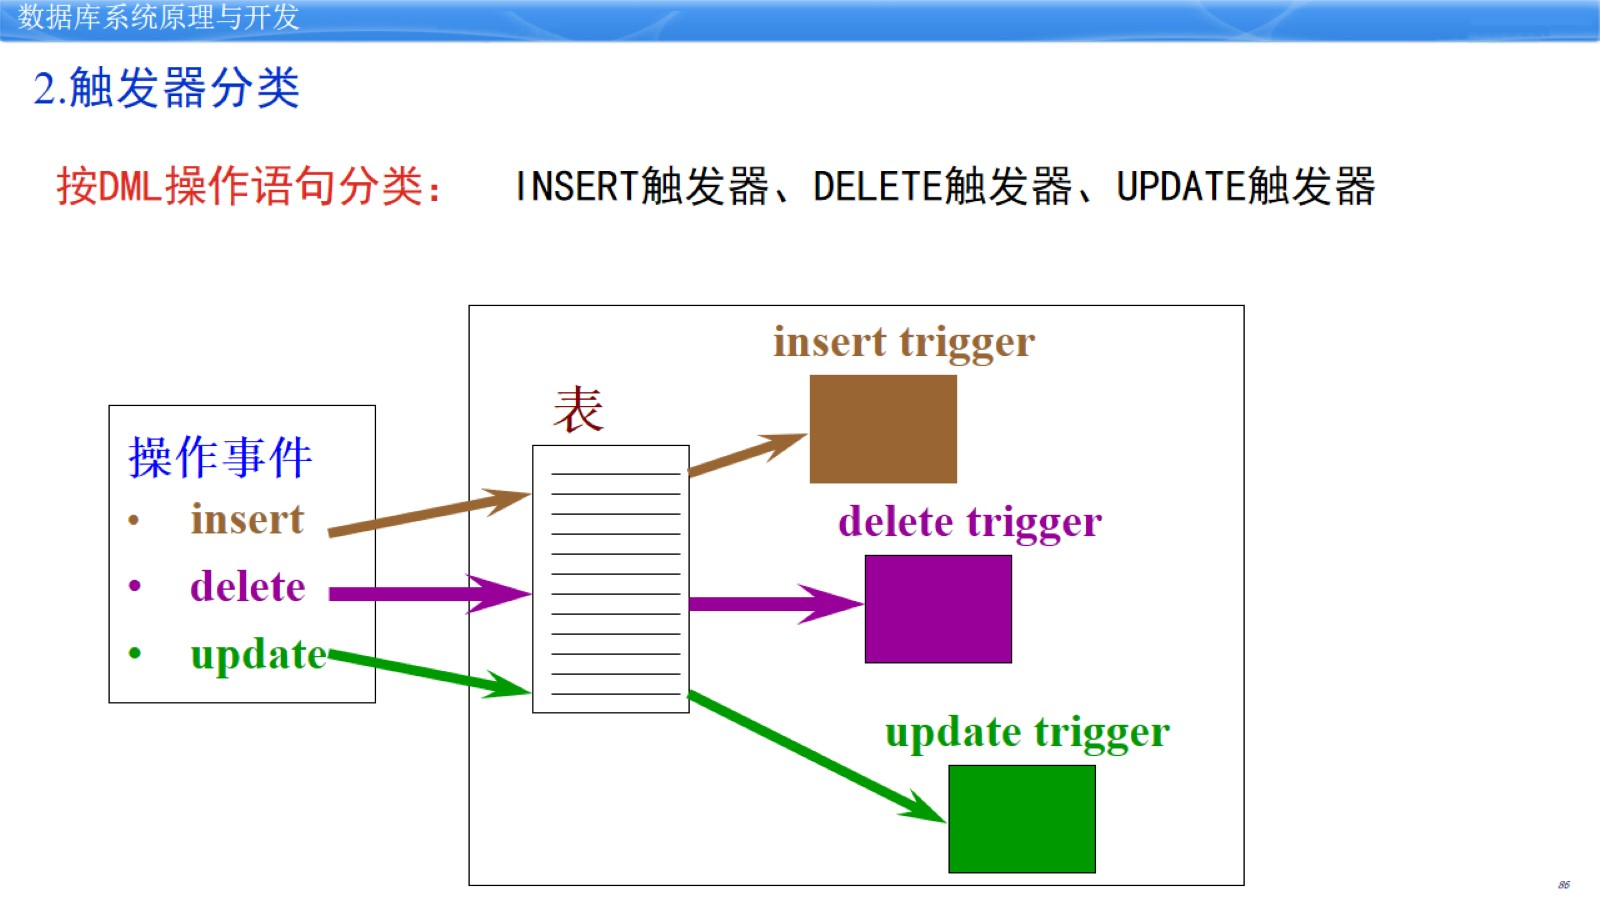 数据库系统原理与开发
2.触发器分类
按DML操作语句分类： INSERT触发器、DELETE触发器、UPDATE触发器
insert trigger
表
操作事件
• insert
delete trigger
• delete
• update
update trigger
86